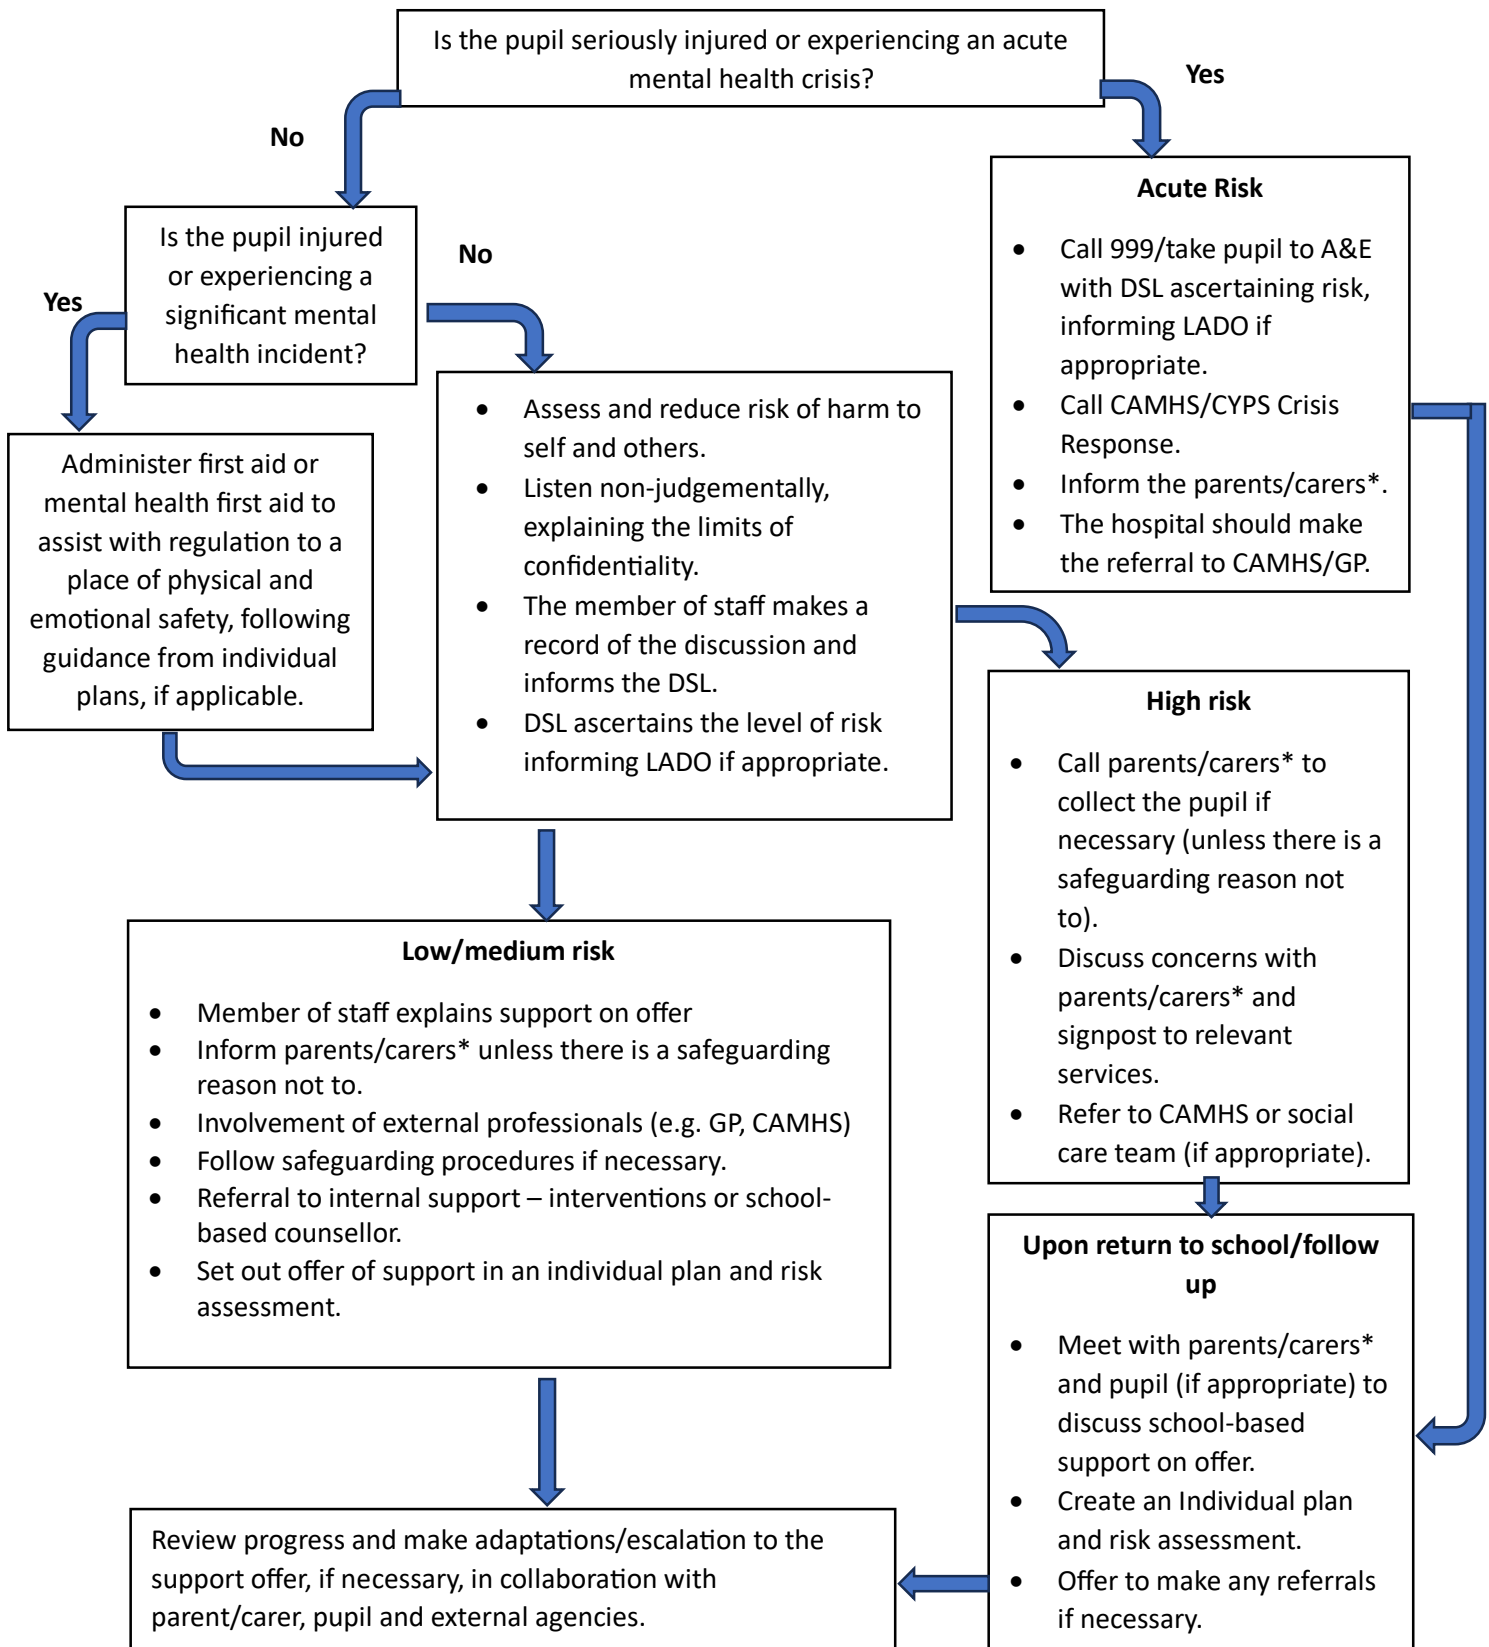 Is the pupil seriously injured or experiencing an acute
mental health crisis?
Yes
No
Acute Risk
• Call 999/take pupil to A&E
with DSL ascertaining risk,
informing LADO if
appropriate.
• Call CAMHS/CYPS Crisis
Response.
• Inform the parents/carers*.
• The hospital should make
the referral to CAMHS/GP.
Is the pupil injured
or experiencing a
significant mental
health incident?
No
Yes
• Assess and reduce risk of harm to
self and others.
• Listen non-judgementally,
explaining the limits of
confidentiality.
• The member of staff makes a
record of the discussion and
informs the DSL.
• DSL ascertains the level of risk
informing LADO if appropriate.
Administer first aid or
mental health first aid to
assist with regulation to a
place of physical and
emotional safety, following
guidance from individual
plans, if applicable.
High risk
• Call parents/carers* to
collect the pupil if
necessary (unless there is a
safeguarding reason not
to).
• Discuss concerns with
parents/carers* and
signpost to relevant
services.
• Refer to CAMHS or social
care team (if appropriate).
Low/medium risk
• Member of staff explains support on offer
• Inform parents/carers* unless there is a safeguarding
reason not to.
• Involvement of external professionals (e.g. GP, CAMHS)
• Follow safeguarding procedures if necessary.
• Referral to internal support – interventions or school-
based counsellor.
• Set out offer of support in an individual plan and risk
assessment.
Upon return to school/follow
up
• Meet with parents/carers*
and pupil (if appropriate) to
discuss school-based
support on offer.
• Create an Individual plan
and risk assessment.
• Offer to make any referrals
if necessary.
Review progress and make adaptations/escalation to the
support offer, if necessary, in collaboration with
parent/carer, pupil and external agencies.